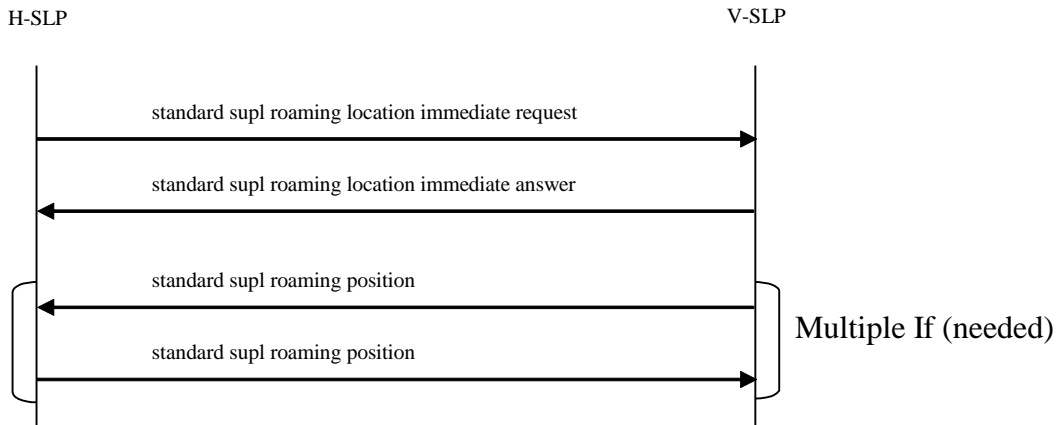 H-SLP
V-SLP
standard supl roaming location immediate request
standard supl roaming location immediate answer
standard supl roaming position
Multiple If (needed)
standard supl roaming position